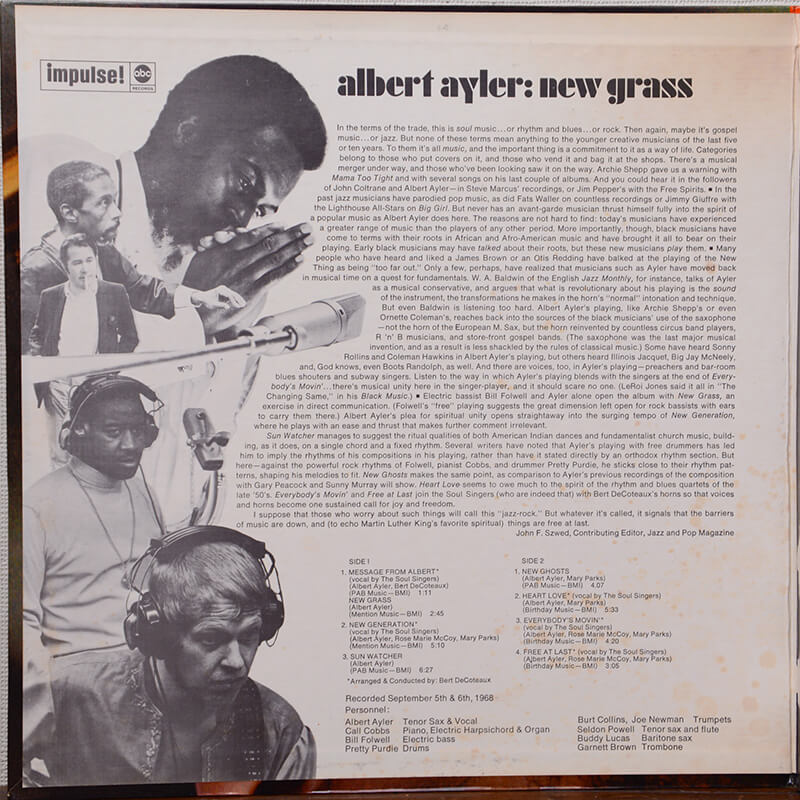 impulse!
abc
RECORDS
albert ayler: new grass
In the terms of the trade, this is soul music...or rhythm and blues...or rock. Then again, maybe it's gospel
music...or jazz. But none of these terms mean anything to the younger creative musicians of the last five
or ten years. To them it's all music, and the important thing is a commitment to it as a way of life. Categories
belong to those who put covers on it, and those who vend it and bag it at the shops. There's a musical
merger under way, and those who've been looking saw it on the way. Archie Shepp gave us a warning with
Mama Too Tight and with several songs on his last couple of albums. And you could hear it in the followers
of John Coltrane and Albert Ayler—in Steve Marcus' recordings, or Jim Pepper's with the Free Spirits. ■ In the
past jazz musicians have parodied pop music, as did Fats Waller on countless recordings or Jimmy Giuffre with
the Lighthouse All-Stars on Big Girl. But never has an avant-garde musician thrust himself fully into the spirit of
a popular music as Albert Ayler does here. The reasons are not hard to find: today's musicians have experienced
a greater range of music than the players of any other period. More importantly, though, black musicians have
come to terms with their roots in African and Afro-American music and have brought it all to bear on their
playing. Early black musicians may have talked about their roots, but these new musicians play them. ■ Many
people who have heard and liked a James Brown or an Otis Redding have balked at the playing of the New
Thing as being "too far out." Only a few, perhaps, have realized that musicians such as Ayler have moved back
in musical time on a quest for fundamentals. W. A. Baldwin of the English Jazz Monthly, for instance, talks of Ayler
as a musical conservative, and argues that what is revolutionary about his playing is the sound
of the instrument, the transformations he makes in the horn's "normal" intonation and technique.
But even Baldwin is listening too hard. Albert Ayler's playing, like Archie Shepp's or even
Ornette Coleman's, reaches back into the sources of the black musicians' use of the saxophone
—not the horn of the European M. Sax, but the horn reinvented by countless circus band players,
R 'n' B musicians, and store-front gospel bands. (The saxophone was the last major musical
invention, and as a result is less shackled by the rules of classical music.) Some have heard Sonny
Rollins and Coleman Hawkins in Albert Ayler's playing, but others heard Illinois Jacquet, Big Jay McNeely,
and, God knows, even Boots Randolph, as well. And there are voices, too, in Ayler's playing—preachers and bar-room
blues shouters and subway singers. Listen to the way in which Ayler's playing blends with the singers at the end of Every-
body's Movin'...there's musical unity here in the singer-player, and it should scare no one. (LeRoi Jones said it all in "The
Changing Same," in his Black Music.) ■ Electric bassist Bill Folwell and Ayler alone open the album with New Grass, an
exercise in direct communication. (Folwell's "free" playing suggests the great dimension left open for rock bassists with ears
to carry them there.) Albert Ayler's plea for spiritual unity opens straightaway into the surging tempo of New Generation,
where he plays with an ease and thrust that makes further comment irrelevant.
Sun Watcher manages to suggest the ritual qualities of both American Indian dances and fundamentalist church music, build-
ing, as it does, on a single chord and a fixed rhythm. Several writers have noted that Ayler's playing with free drummers has led
him to imply the rhythms of his compositions in his playing, rather than have it stated directly by an orthodox rhythm section. But
here—against the powerful rock rhythms of Folwell, pianist Cobbs, and drummer Pretty Purdie, he sticks close to their rhythm pat-
terns, shaping his melodies to fit. New Ghosts makes the same point, as comparison to Ayler's previous recordings of the composition
with Gary Peacock and Sunny Murray will show. Heart Love seems to owe much to the spirit of the rhythm and blues quartets of the
late '50's. Everybody's Movin' and Free at Last join the Soul Singers (who are indeed that) with Bert DeCoteaux's horns so that voices
and horns become one sustained call for joy and freedom.
I suppose that those who worry about such things will call this "jazz-rock." But whatever it's called, it signals that the barriers
of music are down, and (to echo Martin Luther King's favorite spiritual) things are free at last.
John F. Szwed, Contributing Editor, Jazz and Pop Magazine
SIDE I
1. MESSAGE FROM ALBERT*
(vocal by The Soul Singers)
(Albert Ayler, Bert DeCoteaux)
(PAB Music—BMI) 1:11
NEW GRASS
(Albert Ayler)
(Mention Music—BMI) 2:45
2. NEW GENERATION*
(vocal by The Soul Singers)
(Albert Ayler, Rose Marie McCoy, Mary Parks)
(Mention Music—BMI) 5:10
3. SUN WATCHER
(Albert Ayler)
(PAB Music—BMI) 6:27
*Arranged & Conducted by: Bert DeCoteaux
SIDE 2
1. NEW GHOSTS
(Albert Ayler, Mary Parks)
(PAB Music—BMI) 4.07
2. HEART LOVE* (vocal by The Soul Singers)
(Albert Ayler, Mary Parks)
(Birthday Music—BMI) 5:33
3. EVERYBODY'S MOVIN'*
(vocal by The Soul Singers)
(Albert Ayler, Rose Marie McCoy, Mary Parks)
(Birthday Music—BMI) 4:20
4. FREE AT LAST* (vocal by The Soul Singers)
(Albert Ayler, Rose Marie McCoy, Mary Parks)
(Birthday Music—BMI) 3:05
Recorded September 5th & 6th, 1968
Personnel:
Albert Ayler Tenor Sax & Vocal
Call Cobbs Piano, Electric Harpsichord & Organ
Bill Folwell Electric bass
Pretty Purdie Drums
Burt Collins, Joe Newman Trumpets
Seldon Powell Tenor sax and flute
Buddy Lucas Baritone sax
Garnett Brown Trombone